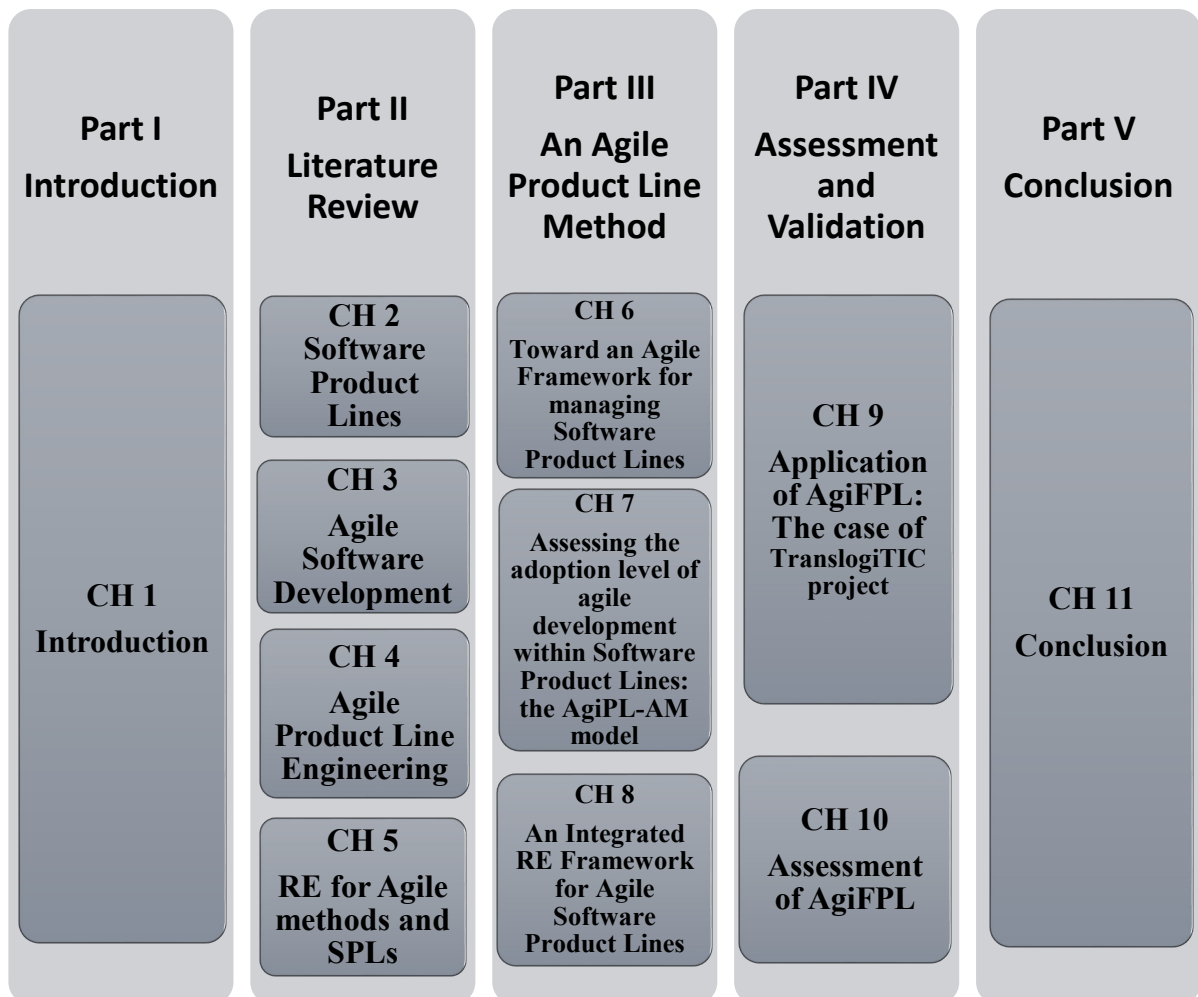 Part I
Introduction
CH 1
Introduction
Part II
Literature
Review
CH 2
Software
Product
Lines
CH 3
Agile
Software
Development
CH 4
Agile
Product Line
Engineering
CH 5
RE for Agile
methods and
SPLs
Part III
An Agile
Product Line
Method
CH 6
Toward an Agile
Framework for
managing
Software
Product Lines
CH 7
Assessing the
adoption level of
agile
development
within Software
Product Lines:
the AgiPL-AM
model
CH 8
An Integrated
RE Framework
for Agile
Software
Product Lines
Part IV
Assessment
and
Validation
CH 9
Application
of AgiFPL:
The case of
TranslogiTIC
project
CH 10
Assessment
of AgiFPL
Part V
Conclusion
CH 11
Conclusion